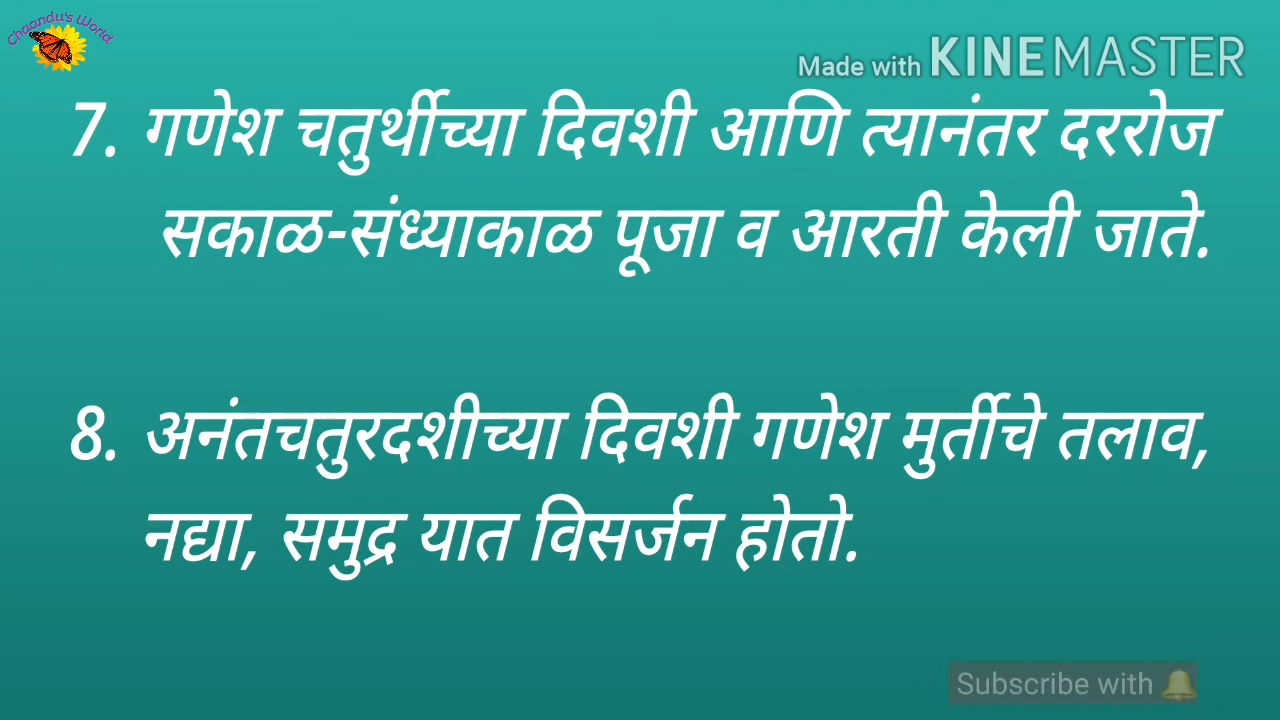 Chaandu's World
Made with KINEMASTER
7. गणेश चतुर्थीच्या दिवशी आणि त्यानंतर दररोज
सकाळ-संध्याकाळ पूजा व आरती केली जाते.
8. अनंतचतुरदशीच्या दिवशी गणेश मुर्तीचे तलाव,
नद्या, समुद्र यात विसर्जन होतो.
Subscribe with